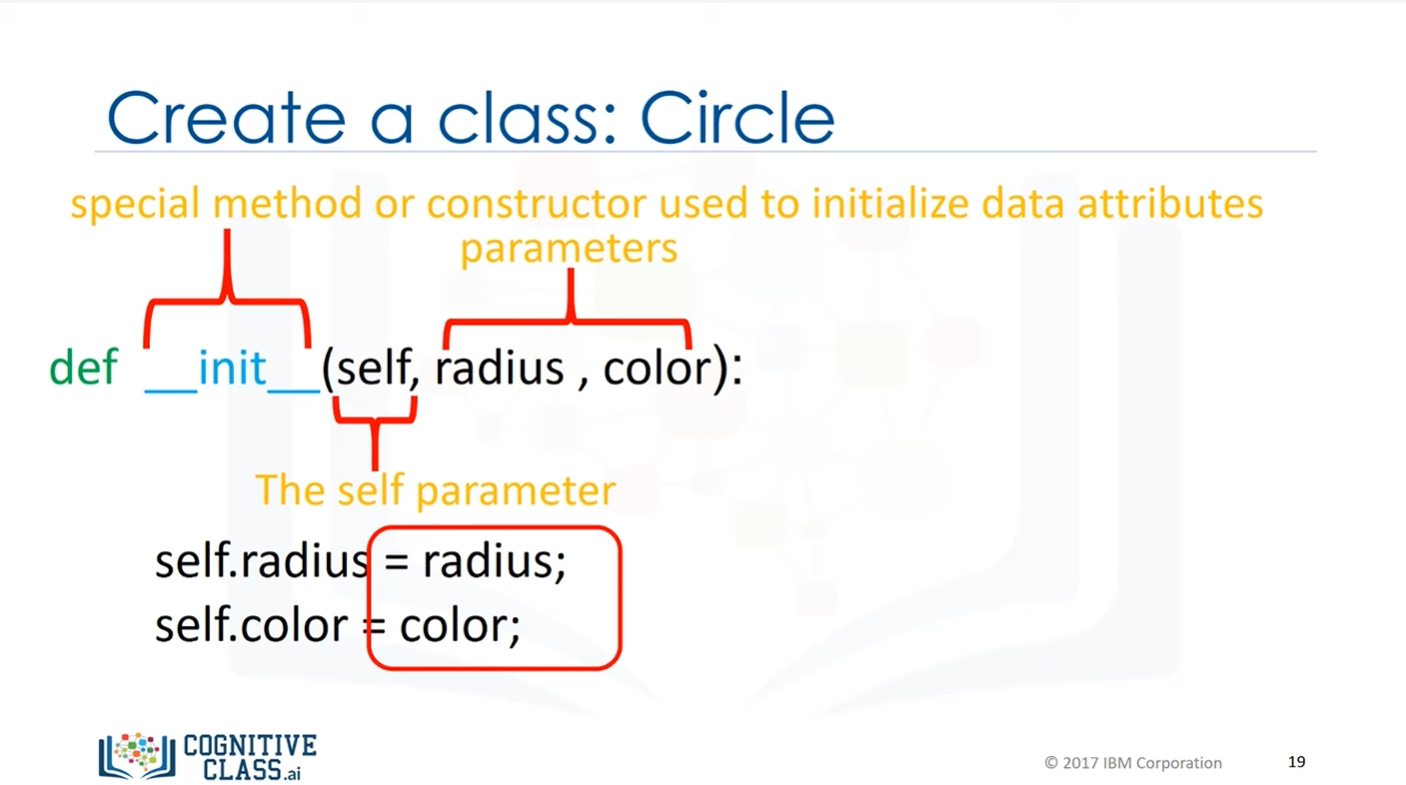 Create a class: Circle
special method or constructor used to initialize data attributes
parameters
def __init__(self, radius , color):
The self parameter
self.radius = radius;
self.color = color;
COGNITIVE
CLASS.ai
© 2017 IBM Corporation
19